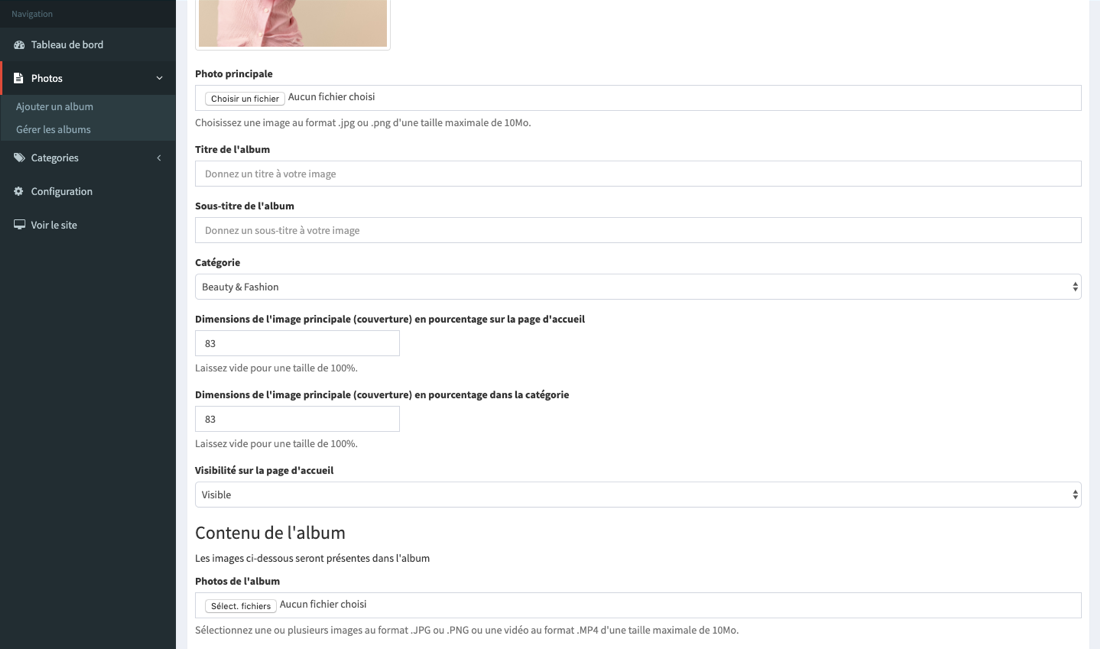 Navigation
Tableau de bord
Photos
Ajouter un album
Gérer les albums
Categories
Configuration
Voir le site
Photo principale
Choisir un fichier Aucun fichier choisi
Choisissez une image au format .jpg ou .png d'une taille maximale de 10Mo.
Titre de l'album
Donnez un titre à votre image
Sous-titre de l'album
Donnez un sous-titre à votre image
Catégorie
Beauty & Fashion
Dimensions de l'image principale (couverture) en pourcentage sur la page d'accueil
83
Laissez vide pour une taille de 100%.
Dimensions de l'image principale (couverture) en pourcentage dans la catégorie
83
Laissez vide pour une taille de 100%.
Visibilité sur la page d'accueil
Visible
Contenu de l'album
Les images ci-dessous seront présentes dans l'album
Photos de l'album
Sélect. fichiers Aucun fichier choisi
Sélectionnez une ou plusieurs images au format .JPG ou .PNG ou une vidéo au format .MP4 d'une taille maximale de 10Mo.